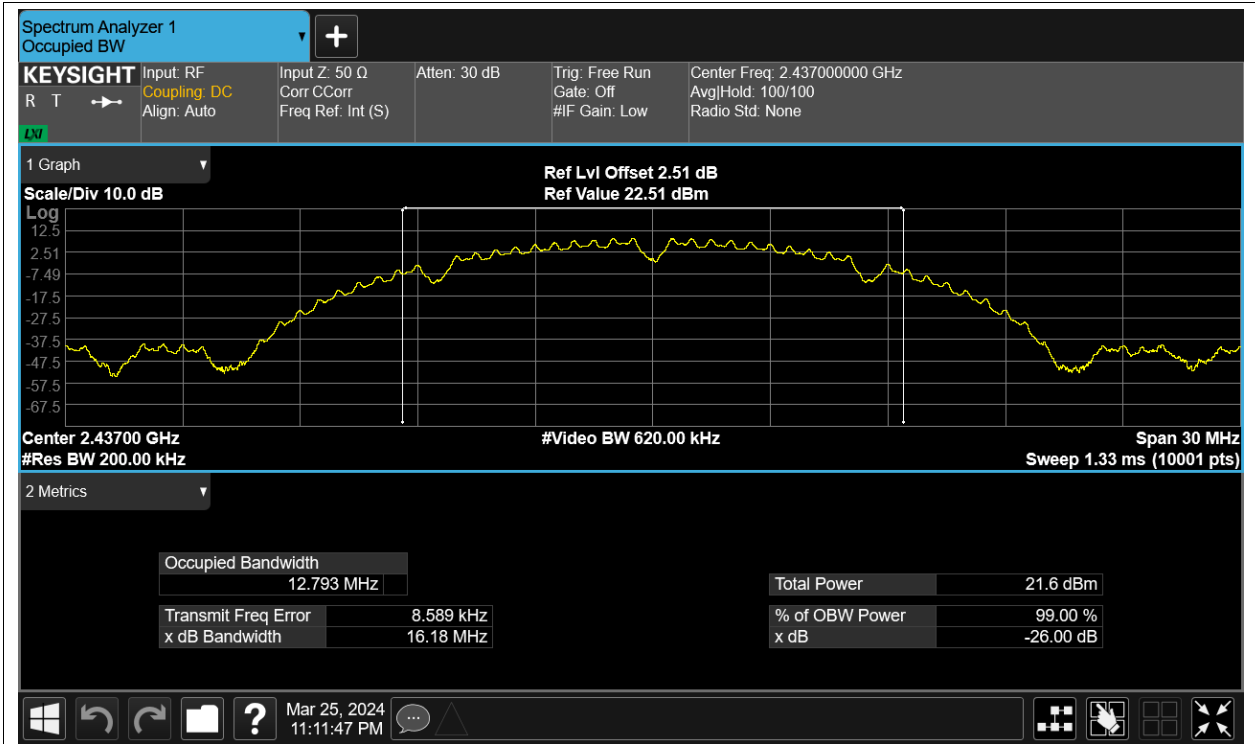 Spectrum Analyzer 1
Occupied BW
KEYSIGHT
R T
LXI
Input: RF
Coupling: DC
Align: Auto
Input Z: 50 Ω
Corr CCorr
Freq Ref: Int (S)
Atten: 30 dB
Trig: Free Run
Gate: Off
#IF Gain: Low
Center Freq: 2.437000000 GHz
Avg|Hold: 100/100
Radio Std: None
1 Graph
Scale/Div 10.0 dB
Ref Lvl Offset 2.51 dB
Ref Value 22.51 dBm
Log
12.5
2.51
-7.49
-17.5
-27.5
-37.5
-47.5
-57.5
-67.5
Center 2.43700 GHz
#Res BW 200.00 kHz
#Video BW 620.00 kHz
Span 30 MHz
Sweep 1.33 ms (10001 pts)
2 Metrics
Occupied Bandwidth
12.793 MHz
Transmit Freq Error 8.589 kHz
x dB Bandwidth 16.18 MHz
Total Power 21.6 dBm
% of OBW Power 99.00 %
x dB -26.00 dB
?
Mar 25, 2024
11:11:47 PM